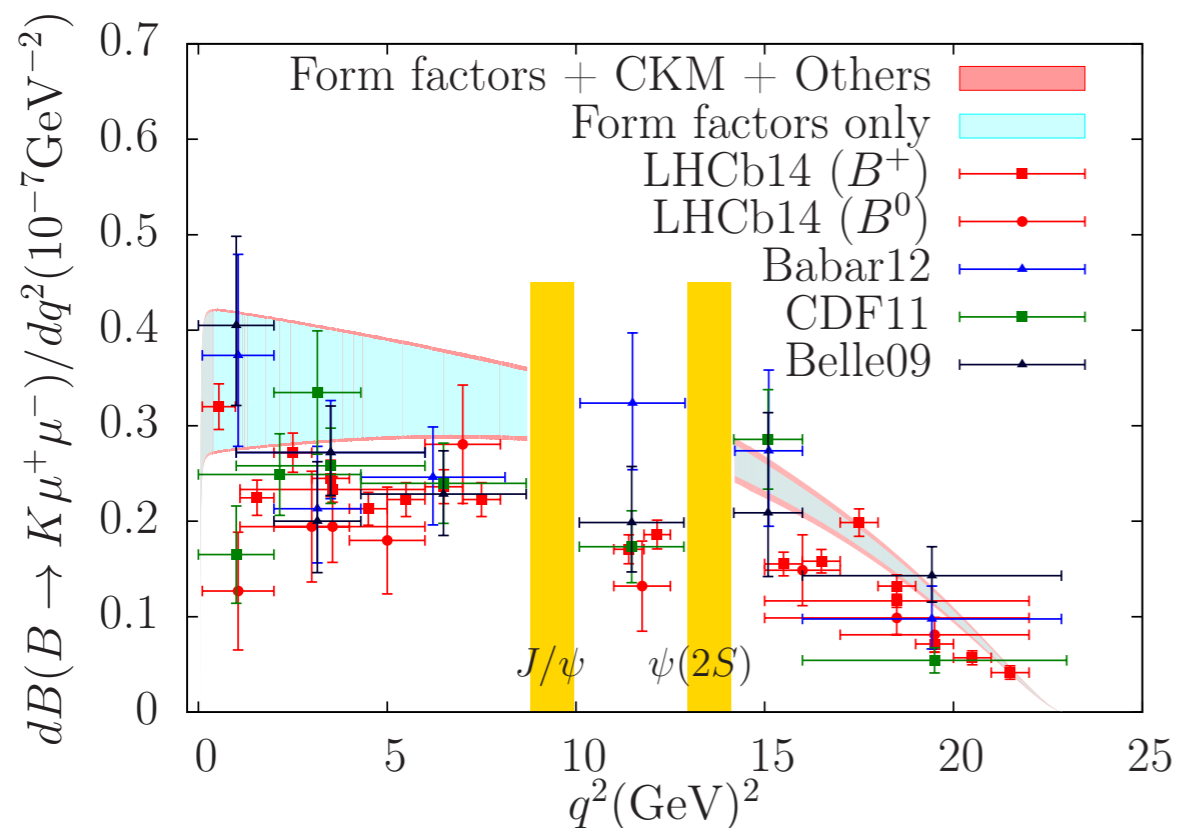 dB(B → Kμ⁺μ⁻)/dq²(10⁻⁷GeV⁻²)
0.7
0.6
0.5
0.4
0.3
0.2
0.1
0
Form factors + CKM + Others
Form factors only
LHCb14 (B⁺)
LHCb14 (B⁰)
Babar12
CDF11
Belle09
J/ψ
ψ(2S)
0 5 10 15 20 25
q²(GeV)²